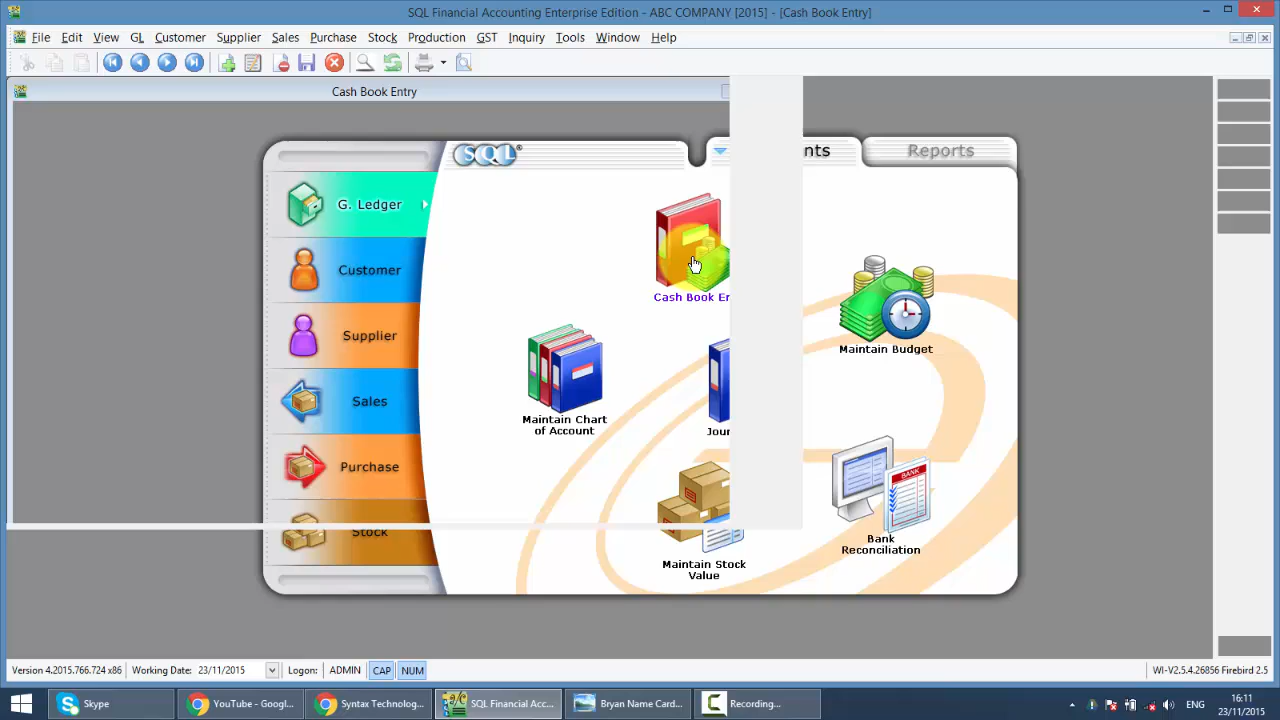 SQL Financial Accounting Enterprise Edition - ABC COMPANY [2015] - [Cash Book Entry]
File Edit View GL Customer Supplier Sales Purchase Stock Production GST Inquiry Tools Window Help
Cash Book Entry
SQL®
nts
Reports
G. Ledger
Customer
Supplier
Sales
Purchase
Stock
Cash Book En
Maintain Budget
Maintain Chart
of Account
Jour
BANK
Bank
Reconciliation
Maintain Stock
Value
Version 4.2015.766.724 x86 Working Date: 23/11/2015 Logon: ADMIN CAP NUM WI-V2.5.4.26856 Firebird 2.5
Skype YouTube - Googl... Syntax Technolog... SQL Financial Acc... Bryan Name Card... Recording... ENG
16:11
23/11/2015